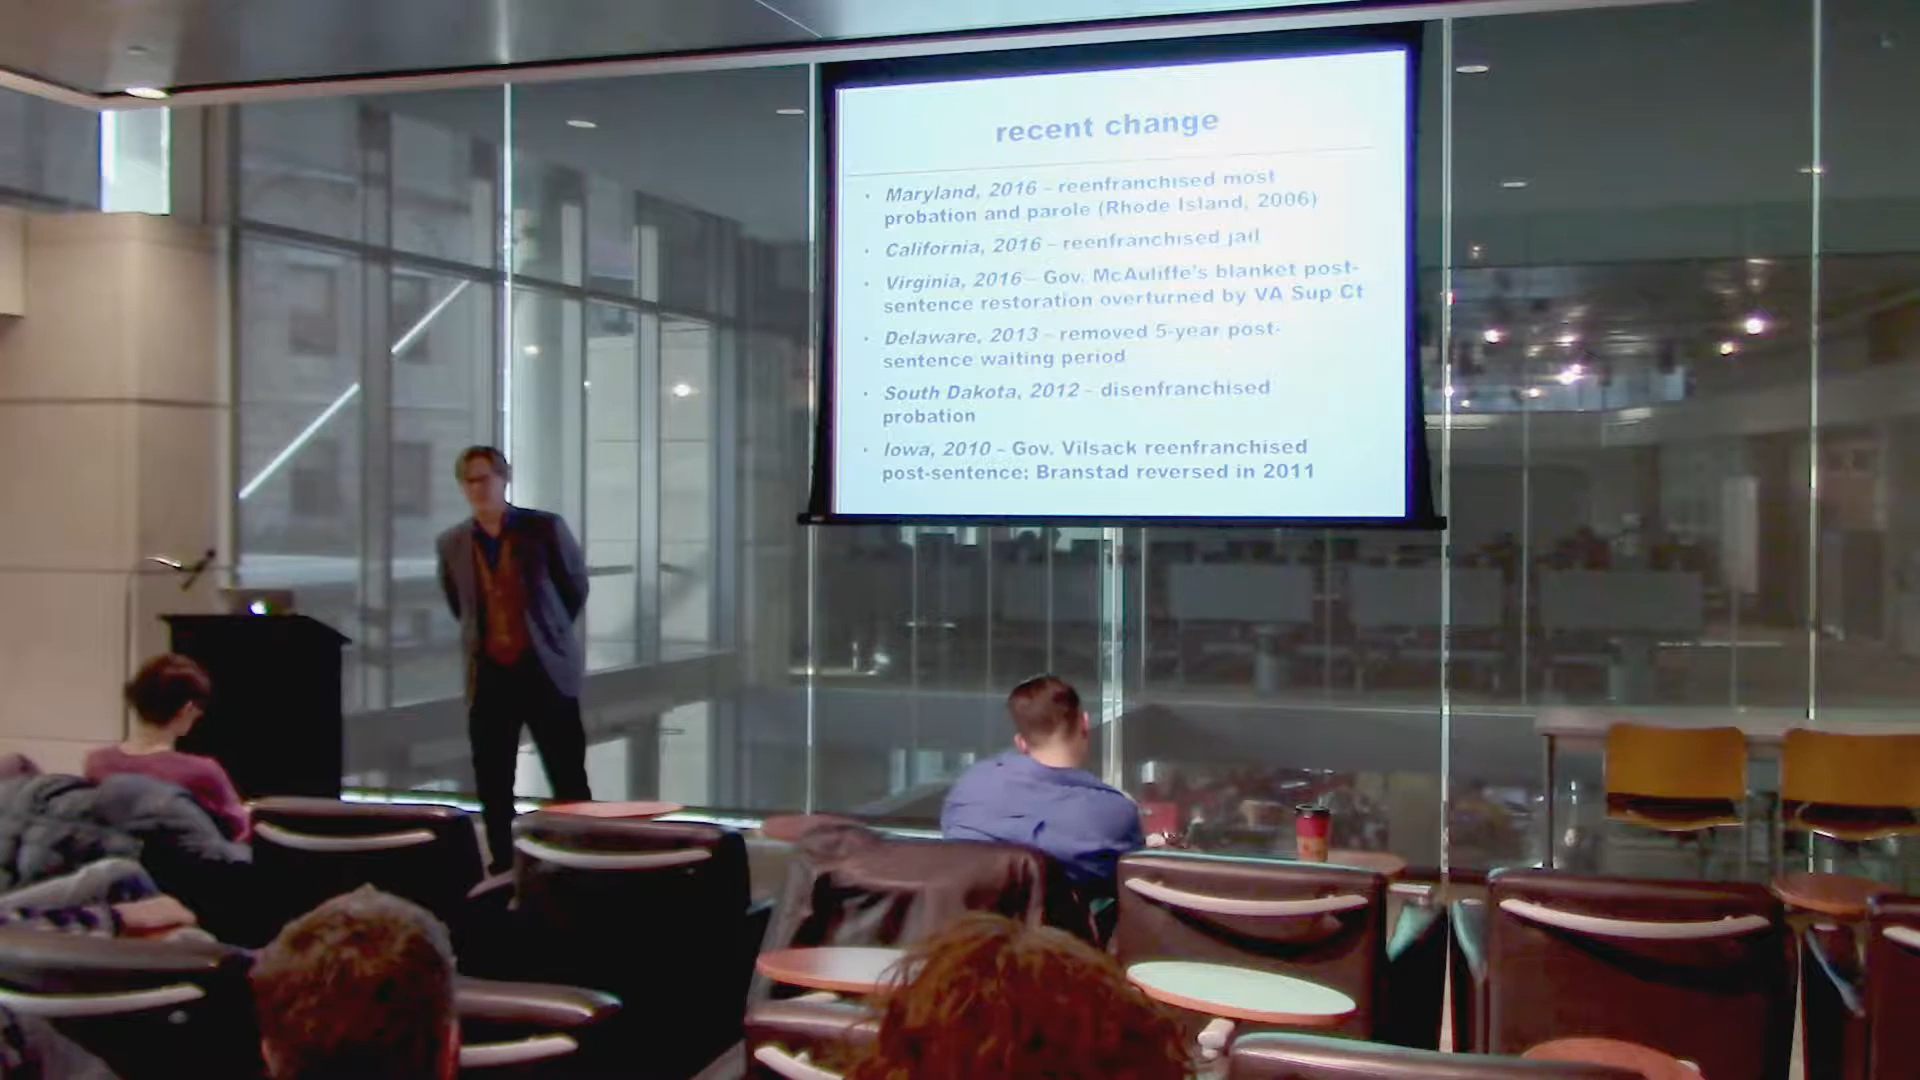 recent change
• Maryland, 2016 – reenfranchised most
probation and parole (Rhode Island, 2006)
• California, 2016 – reenfranchised jail
• Virginia, 2016 – Gov. McAuliffe's blanket post-
sentence restoration overturned by VA Sup Ct
• Delaware, 2013 – removed 5-year post-
sentence waiting period
• South Dakota, 2012 – disenfranchised
probation
• Iowa, 2010 – Gov. Vilsack reenfranchised
post-sentence; Branstad reversed in 2011